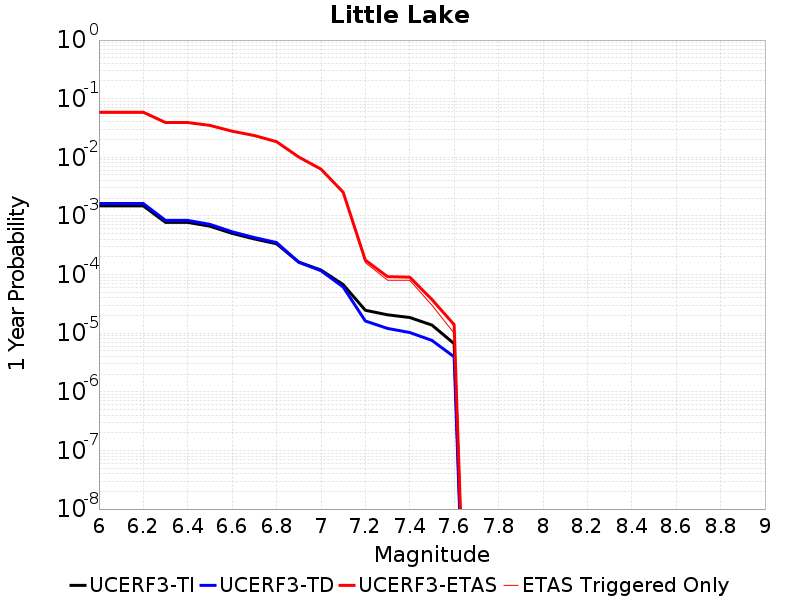 Little Lake
10^0
10^-1
10^-2
10^-3
10^-4
10^-5
10^-6
10^-7
10^-8
1 Year Probability
6 6.2 6.4 6.6 6.8 7 7.2 7.4 7.6 7.8 8 8.2 8.4 8.6 8.8 9
Magnitude
UCERF3-TI UCERF3-TD UCERF3-ETAS ETAS Triggered Only